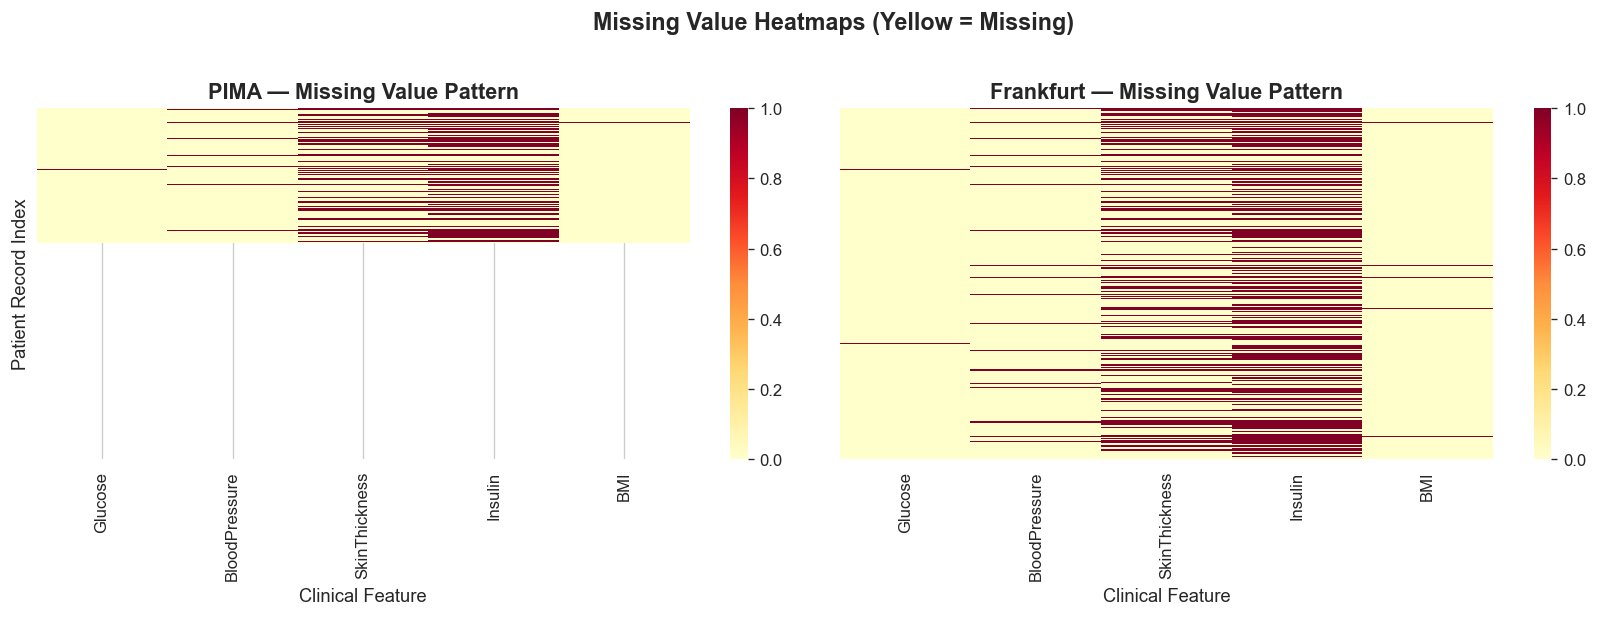 Missing Value Heatmaps (Yellow = Missing)
PIMA — Missing Value Pattern
Patient Record Index
Glucose
BloodPressure
SkinThickness
Insulin
BMI
Clinical Feature
1.0
0.8
0.6
0.4
0.2
0.0
Frankfurt — Missing Value Pattern
Glucose
BloodPressure
SkinThickness
Insulin
BMI
Clinical Feature
1.0
0.8
0.6
0.4
0.2
0.0